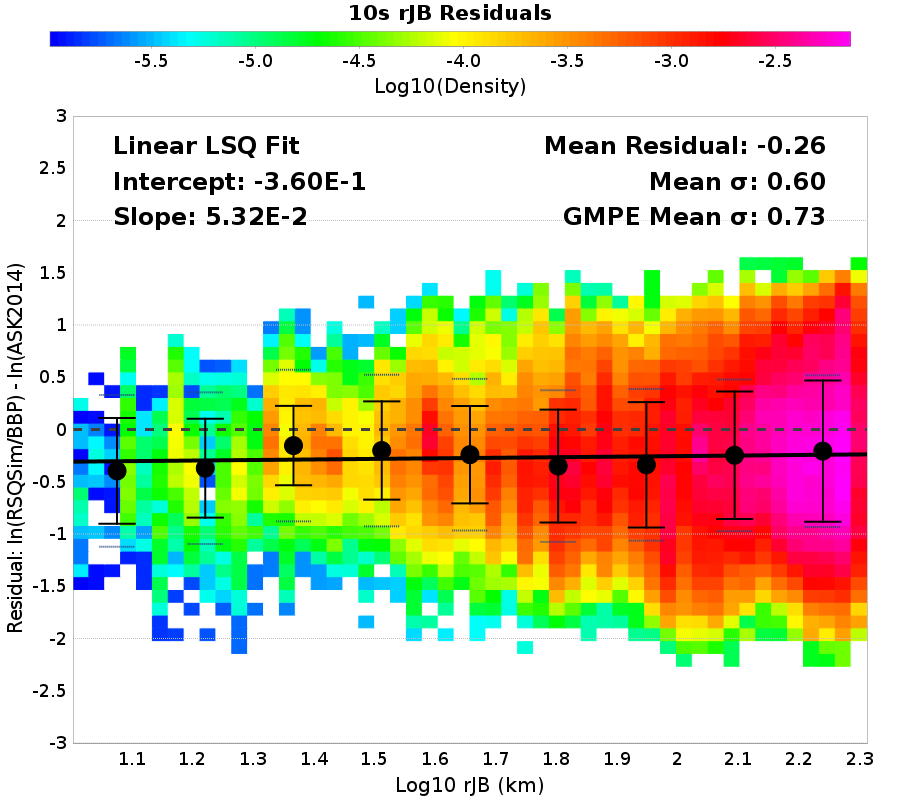 10s rJB Residuals
-5.5 -5.0 -4.5 -4.0 -3.5 -3.0 -2.5
Log10(Density)
Linear LSQ Fit
Intercept: -3.60E-1
Slope: 5.32E-2
Mean Residual: -0.26
Mean σ: 0.60
GMPE Mean σ: 0.73
Residual: ln(RSQSim/BBP) - ln(ASK2014)
3
2.5
2
1.5
1
0.5
0
-0.5
-1
-1.5
-2
-2.5
-3
1.1 1.2 1.3 1.4 1.5 1.6 1.7 1.8 1.9 2 2.1 2.2 2.3
Log10 rJB (km)